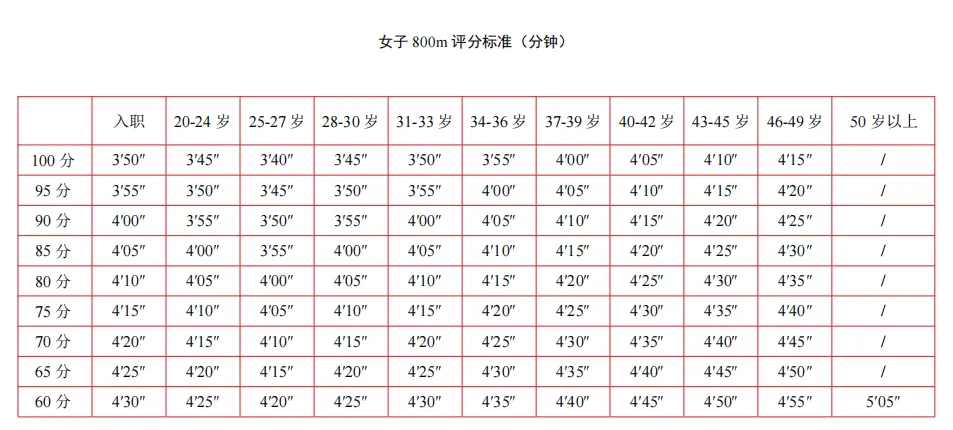 女子 800m 评分标准（分钟）
入职 20-24 岁 25-27 岁 28-30 岁 31-33 岁 34-36 岁 37-39 岁 40-42 岁 43-45 岁 46-49 岁 50 岁以上
100 分 3′50″ 3′45″ 3′40″ 3′45″ 3′50″ 3′55″ 4′00″ 4′05″ 4′10″ 4′15″ /
95 分 3′55″ 3′50″ 3′45″ 3′50″ 3′55″ 4′00″ 4′05″ 4′10″ 4′15″ 4′20″ /
90 分 4′00″ 3′55″ 3′50″ 3′55″ 4′00″ 4′05″ 4′10″ 4′15″ 4′20″ 4′25″ /
85 分 4′05″ 4′00″ 3′55″ 4′00″ 4′05″ 4′10″ 4′15″ 4′20″ 4′25″ 4′30″ /
80 分 4′10″ 4′05″ 4′00″ 4′05″ 4′10″ 4′15″ 4′20″ 4′25″ 4′30″ 4′35″ /
75 分 4′15″ 4′10″ 4′05″ 4′10″ 4′15″ 4′20″ 4′25″ 4′30″ 4′35″ 4′40″ /
70 分 4′20″ 4′15″ 4′10″ 4′15″ 4′20″ 4′25″ 4′30″ 4′35″ 4′40″ 4′45″ /
65 分 4′25″ 4′20″ 4′15″ 4′20″ 4′25″ 4′30″ 4′35″ 4′40″ 4′45″ 4′50″ /
60 分 4′30″ 4′25″ 4′20″ 4′25″ 4′30″ 4′35″ 4′40″ 4′45″ 4′50″ 4′55″ 5′05″